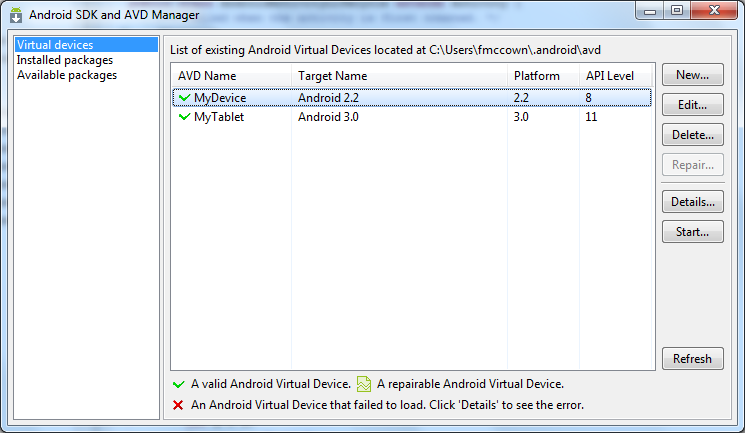 Android SDK and AVD Manager
Virtual devices
Installed packages
Available packages
List of existing Android Virtual Devices located at C:\Users\fmccown\.android\avd
AVD Name Target Name Platform API Level
MyDevice Android 2.2 2.2 8
MyTablet Android 3.0 3.0 11
New...
Edit...
Delete...
Repair...
Details...
Start...
Refresh
A valid Android Virtual Device. A repairable Android Virtual Device.
An Android Virtual Device that failed to load. Click 'Details' to see the error.